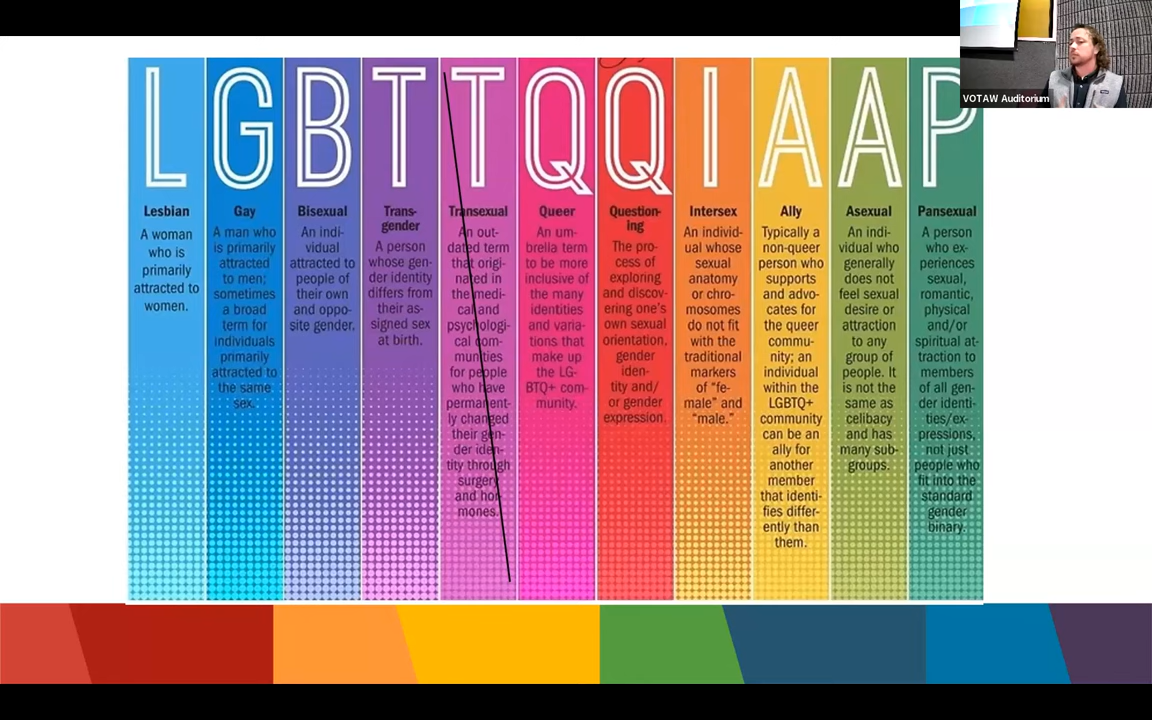 LGBTTQQIAAP
VOTAW Auditorium
Lesbian
A woman
who is
primarily
attracted to
women.
Gay
A man who
is primarily
attracted
to men;
sometimes
a broad
term for
individuals
primarily
attracted to
the same
sex.
Bisexual
An indi-
vidual
attracted to
people of
their own
and oppo-
site gender.
Trans-
gender
A person
whose gen-
der identity
differs from
their as-
signed sex
at birth.
Transexual
An out-
dated term
that origi-
nated in
the medi-
cal and
psychologi-
cal com-
munities
for people
who have
permanent-
ly changed
their gen-
der iden-
tity through
surgery
and hor-
mones.
Queer
An um-
brella term
to be more
inclusive of
the many
identities
and varia-
tions that
make up
the LG-
BTQ+ com-
munity.
Question-
ing
The pro-
cess of
exploring
and discov-
ering one's
own sexual
orientation,
gender
iden-
tity and/
or gender
expression.
Intersex
An individ-
ual whose
sexual
anatomy
or chro-
mosomes
do not fit
with the
traditional
markers
of "fe-
male" and
"male."
Ally
Typically a
non-queer
person who
supports
and advo-
cates for
the queer
commu-
nity; an
individual
within the
LGBTQ+
community
can be an
ally for
another
member
that identi-
fies differ-
ently than
them.
Asexual
An indi-
vidual who
generally
does not
feel sexual
desire or
attraction
to any
group of
people. It
is not the
same as
celibacy
and has
many sub-
groups.
Pansexual
A person
who ex-
periences
sexual,
romantic,
physical
and/or
spiritual at-
traction to
members
of all gen-
der identi-
ties/ex-
pressions,
not just
people who
fit into the
standard
gender
binary.